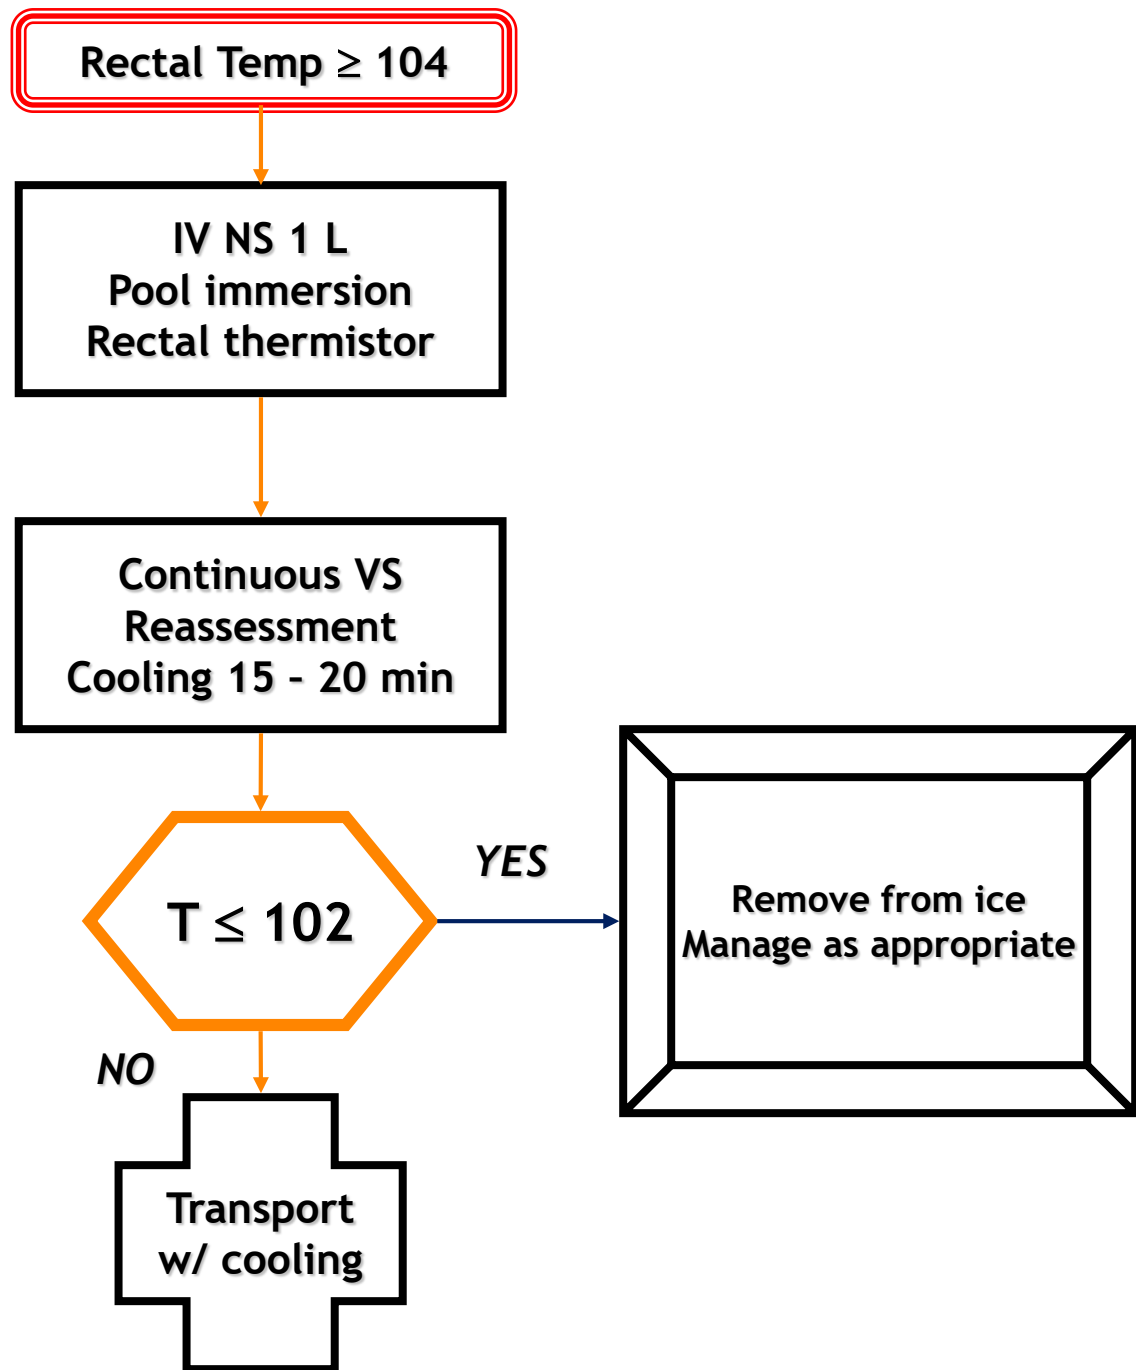 Rectal Temp ≥ 104
IV NS 1 L
Pool immersion
Rectal thermistor
Continuous VS
Reassessment
Cooling 15 – 20 min
T ≤ 102
YES
Remove from ice
Manage as appropriate
NO
Transport
w/ cooling